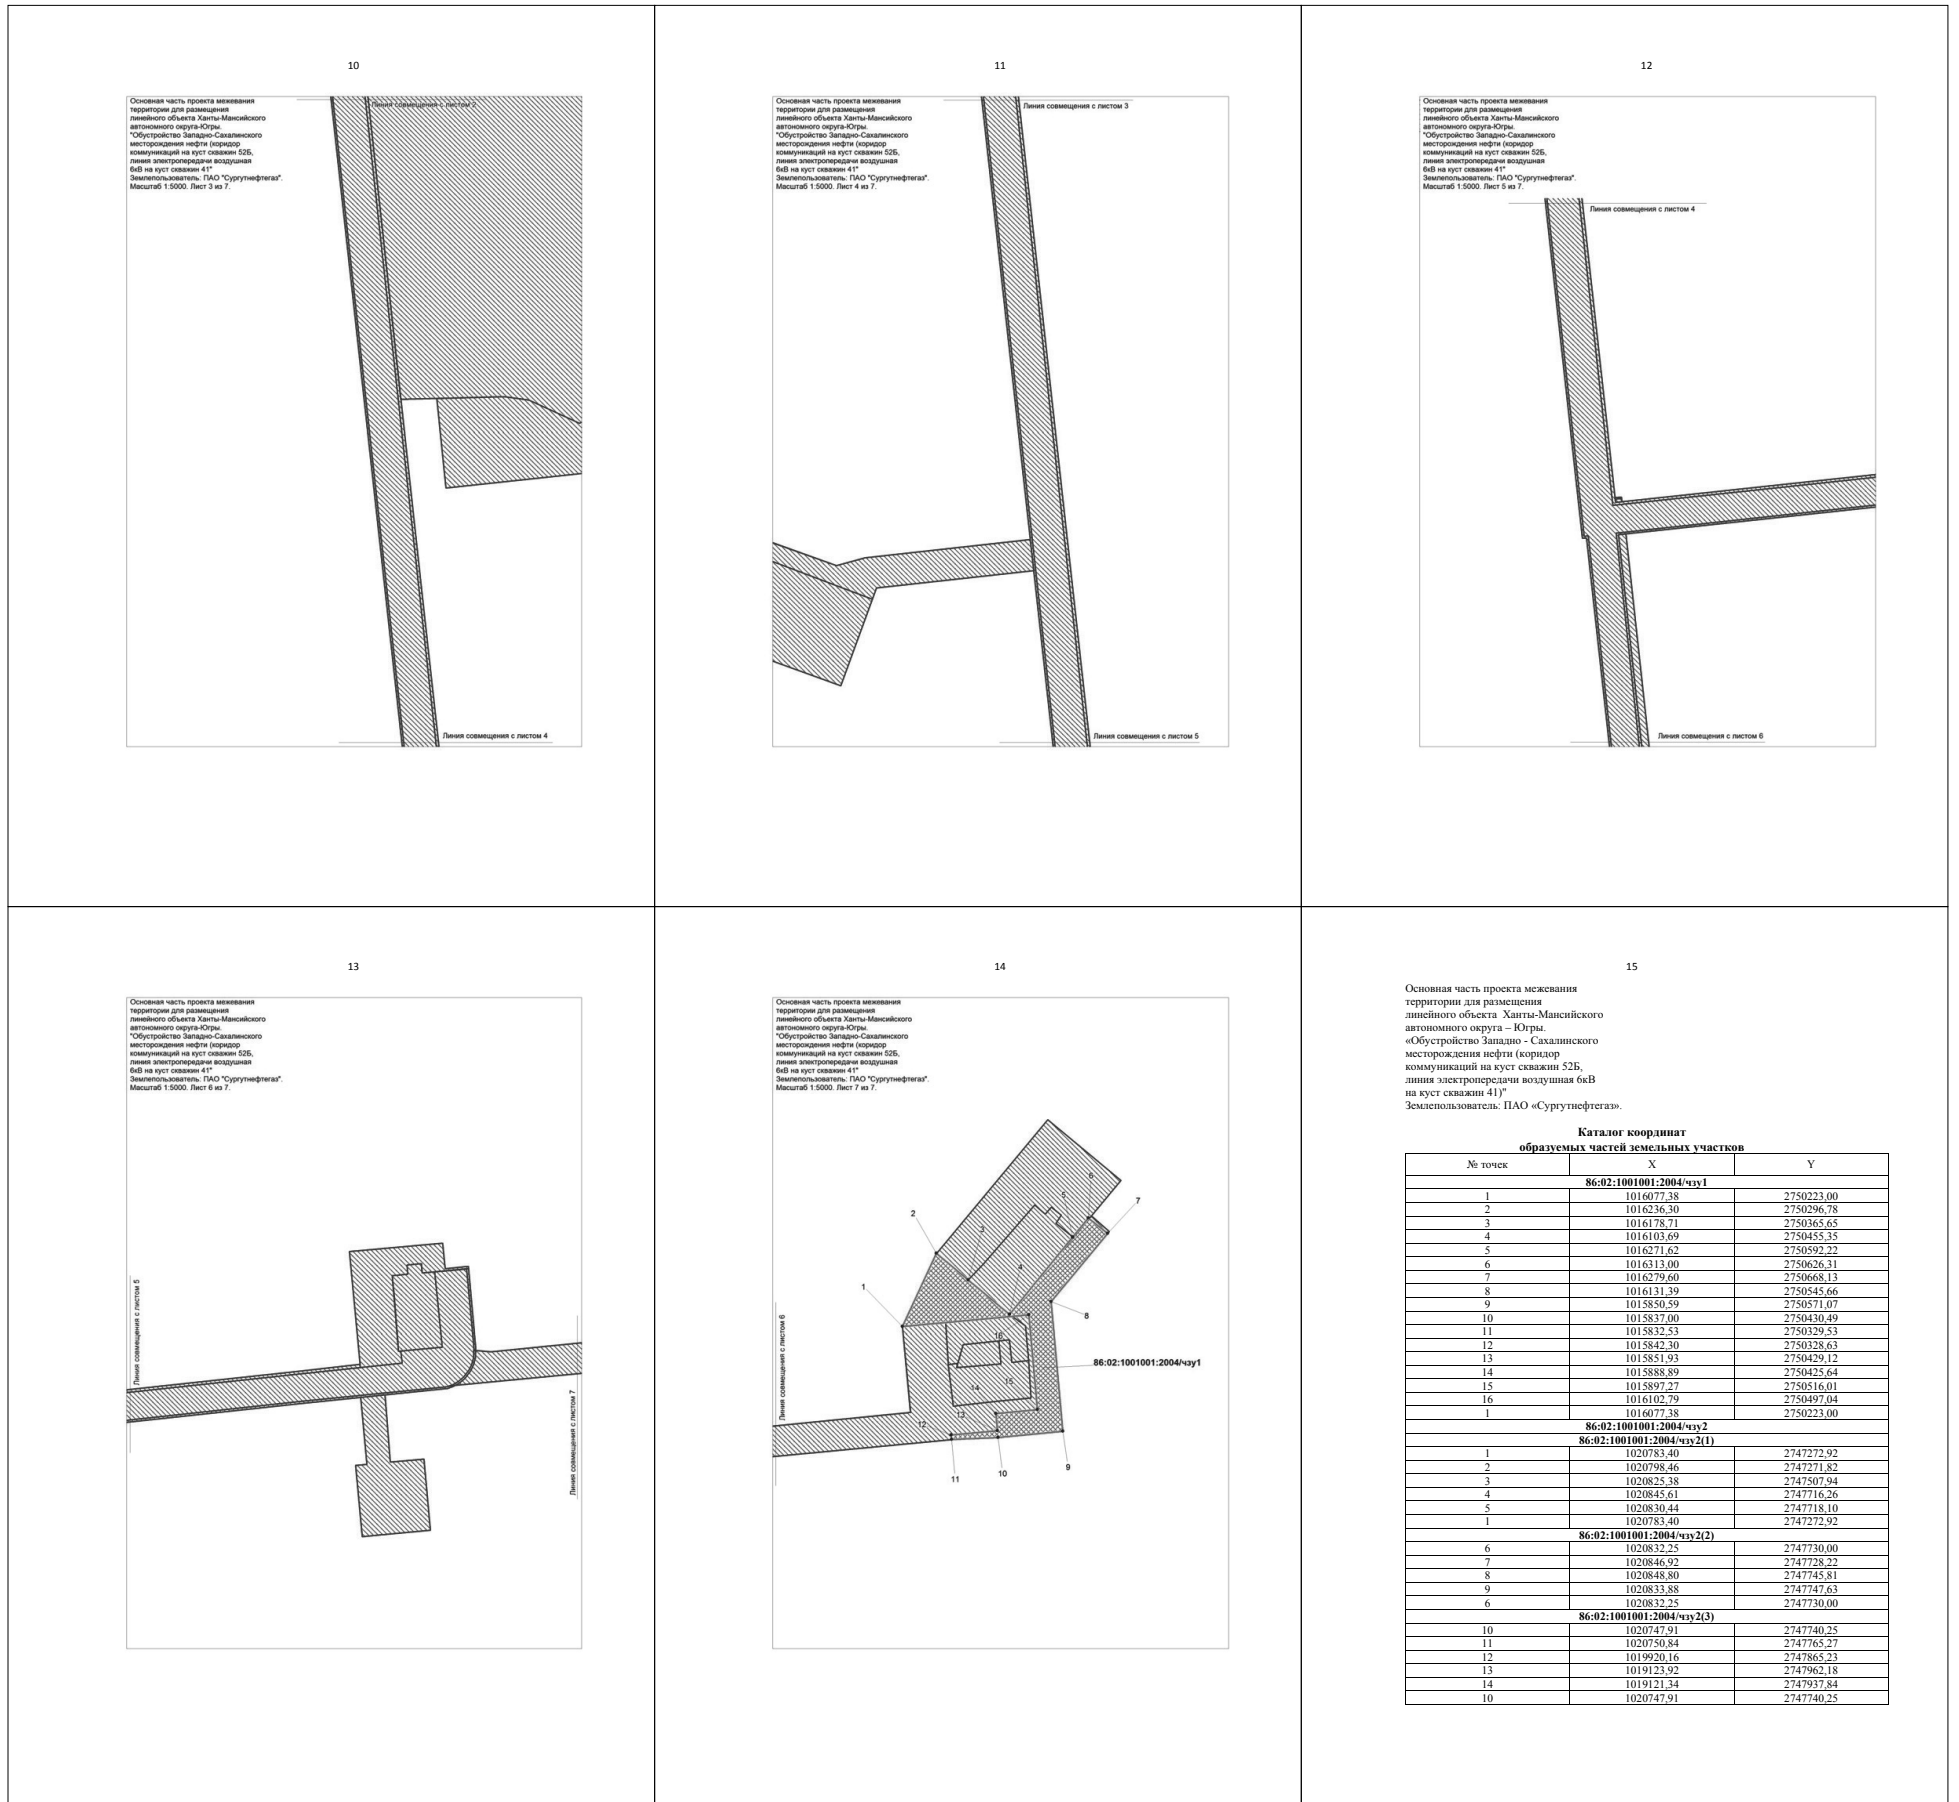 10
Основная часть проекта межевания
территории для размещения
линейного объекта Ханты-Мансийского
автономного округа-Югры.
"Обустройство Западно-Сахалинского
месторождения нефти (коридор
коммуникаций на куст скважин 52Б,
линия электропередачи воздушная
6кВ на куст скважин 41"
Землепользователь: ПАО "Сургутнефтегаз".
Масштаб 1:5000. Лист 3 из 7.
Линия совмещения с листом 2
Линия совмещения с листом 4
11
Основная часть проекта межевания
территории для размещения
линейного объекта Ханты-Мансийского
автономного округа-Югры.
"Обустройство Западно-Сахалинского
месторождения нефти (коридор
коммуникаций на куст скважин 52Б,
линия электропередачи воздушная
6кВ на куст скважин 41"
Землепользователь: ПАО "Сургутнефтегаз".
Масштаб 1:5000. Лист 4 из 7.
Линия совмещения с листом 3
Линия совмещения с листом 5
12
Основная часть проекта межевания
территории для размещения
линейного объекта Ханты-Мансийского
автономного округа-Югры.
"Обустройство Западно-Сахалинского
месторождения нефти (коридор
коммуникаций на куст скважин 52Б,
линия электропередачи воздушная
6кВ на куст скважин 41"
Землепользователь: ПАО "Сургутнефтегаз".
Масштаб 1:5000. Лист 5 из 7.
Линия совмещения с листом 4
Линия совмещения с листом 6
13
Основная часть проекта межевания
территории для размещения
линейного объекта Ханты-Мансийского
автономного округа-Югры.
"Обустройство Западно-Сахалинского
месторождения нефти (коридор
коммуникаций на куст скважин 52Б,
линия электропередачи воздушная
6кВ на куст скважин 41"
Землепользователь: ПАО "Сургутнефтегаз".
Масштаб 1:5000. Лист 6 из 7.
Линия совмещения с листом 5
Линия совмещения с листом 7
14
Основная часть проекта межевания
территории для размещения
линейного объекта Ханты-Мансийского
автономного округа-Югры.
"Обустройство Западно-Сахалинского
месторождения нефти (коридор
коммуникаций на куст скважин 52Б,
линия электропередачи воздушная
6кВ на куст скважин 41"
Землепользователь: ПАО "Сургутнефтегаз".
Масштаб 1:5000. Лист 7 из 7.
6
5
7
2
3
4
1
8
16
86:02:1001001:2004/чзу1
15
14
13
12
9
10
11
Линия совмещения с листом 6
15
Основная часть проекта межевания
территории для размещения
линейного объекта Ханты-Мансийского
автономного округа – Югры.
«Обустройство Западно - Сахалинского
месторождения нефти (коридор
коммуникаций на куст скважин 52Б,
линия электропередачи воздушная 6кВ
на куст скважин 41)"
Землепользователь: ПАО «Сургутнефтегаз».
Каталог координат
образуемых частей земельных участков
№ точек X Y
86:02:1001001:2004/чзу1
1 1016077,38 2750223,00
2 1016236,30 2750296,78
3 1016178,71 2750365,65
4 1016103,69 2750455,35
5 1016271,62 2750592,22
6 1016313,00 2750626,31
7 1016279,60 2750668,13
8 1016131,39 2750545,66
9 1015850,59 2750571,07
10 1015837,00 2750430,49
11 1015832,53 2750329,53
12 1015842,30 2750328,63
13 1015851,93 2750429,12
14 1015888,89 2750425,64
15 1015897,27 2750516,01
16 1016102,79 2750497,04
1 1016077,38 2750223,00
86:02:1001001:2004/чзу2
86:02:1001001:2004/чзу2(1)
1 1020783,40 2747272,92
2 1020798,46 2747271,82
3 1020825,38 2747507,94
4 1020845,61 2747716,26
5 1020830,44 2747718,10
1 1020783,40 2747272,92
86:02:1001001:2004/чзу2(2)
6 1020832,25 2747730,00
7 1020846,92 2747728,22
8 1020848,80 2747745,81
9 1020833,88 2747747,63
6 1020832,25 2747730,00
86:02:1001001:2004/чзу2(3)
10 1020747,91 2747740,25
11 1020750,84 2747765,27
12 1019920,16 2747865,23
13 1019123,92 2747962,18
14 1019121,34 2747937,84
10 1020747,91 2747740,25